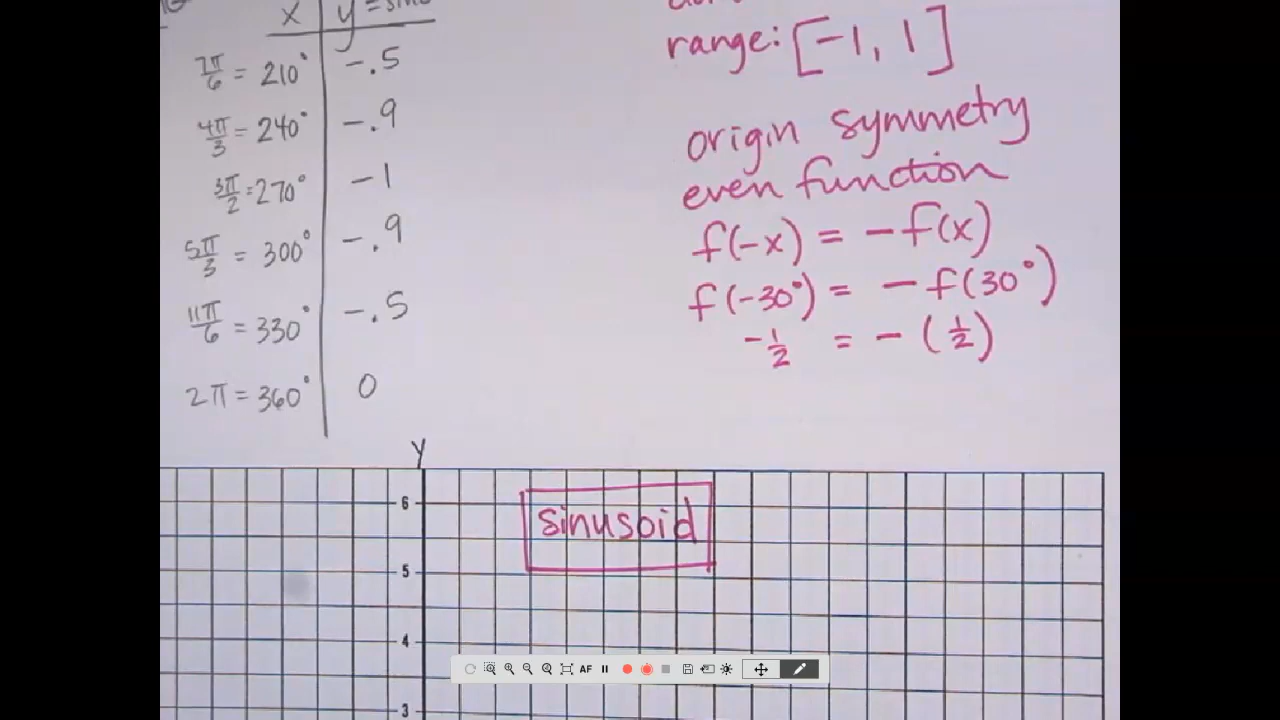 x y = sinθ
7π/6 = 210° -.5
4π/3 = 240° -.9
3π/2 = 270° -1
5π/3 = 300° -.9
11π/6 = 330° -.5
2π = 360° 0
range: [-1, 1]
origin symmetry
even function
f(-x) = -f(x)
f(-30°) = -f(30°)
-1/2 = -(1/2)
y
6
sinusoid
5
4
AF
3